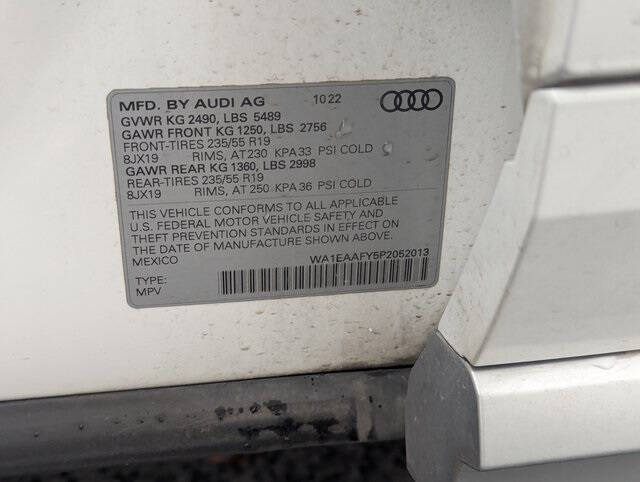 MFD. BY AUDI AG 10 22
GVWR KG 2490, LBS 5489
GAWR FRONT KG 1250, LBS 2756
FRONT-TIRES 235/55 R19
8JX19 RIMS, AT 230 KPA 33 PSI COLD
GAWR REAR KG 1360, LBS 2998
REAR-TIRES 235/55 R19
8JX19 RIMS, AT 250 KPA 36 PSI COLD
THIS VEHICLE CONFORMS TO ALL APPLICABLE
U.S. FEDERAL MOTOR VEHICLE SAFETY AND
THEFT PREVENTION STANDARDS IN EFFECT ON
THE DATE OF MANUFACTURE SHOWN ABOVE.
MEXICO WA1EAAFY5P2052013
TYPE:
MPV